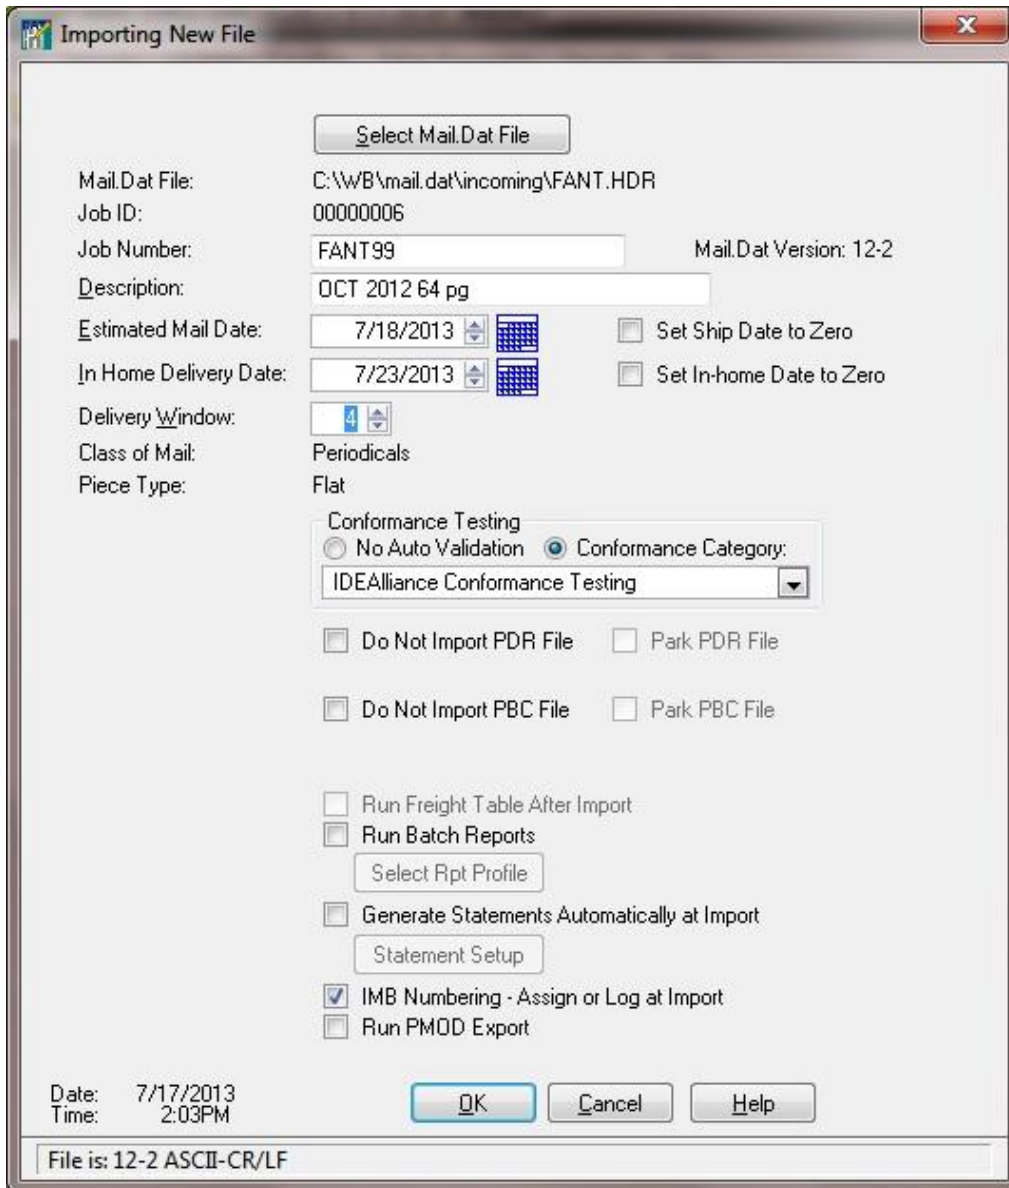 Importing New File
Select Mail.Dat File
Mail.Dat File: C:\WB\mail.dat\incoming\FANT.HDR
Job ID: 00000006
Job Number: FANT99 Mail.Dat Version: 12-2
Description: OCT 2012 64 pg
Estimated Mail Date: 7/18/2013 Set Ship Date to Zero
In Home Delivery Date: 7/23/2013 Set In-home Date to Zero
Delivery Window: 4
Class of Mail: Periodicals
Piece Type: Flat
Conformance Testing
No Auto Validation Conformance Category:
IDEAlliance Conformance Testing
Do Not Import PDR File Park PDR File
Do Not Import PBC File Park PBC File
Run Freight Table After Import
Run Batch Reports
Select Rpt Profile
Generate Statements Automatically at Import
Statement Setup
IMB Numbering - Assign or Log at Import
Run PMOD Export
Date: 7/17/2013
Time: 2:03PM
OK Cancel Help
File is: 12-2 ASCII-CR/LF